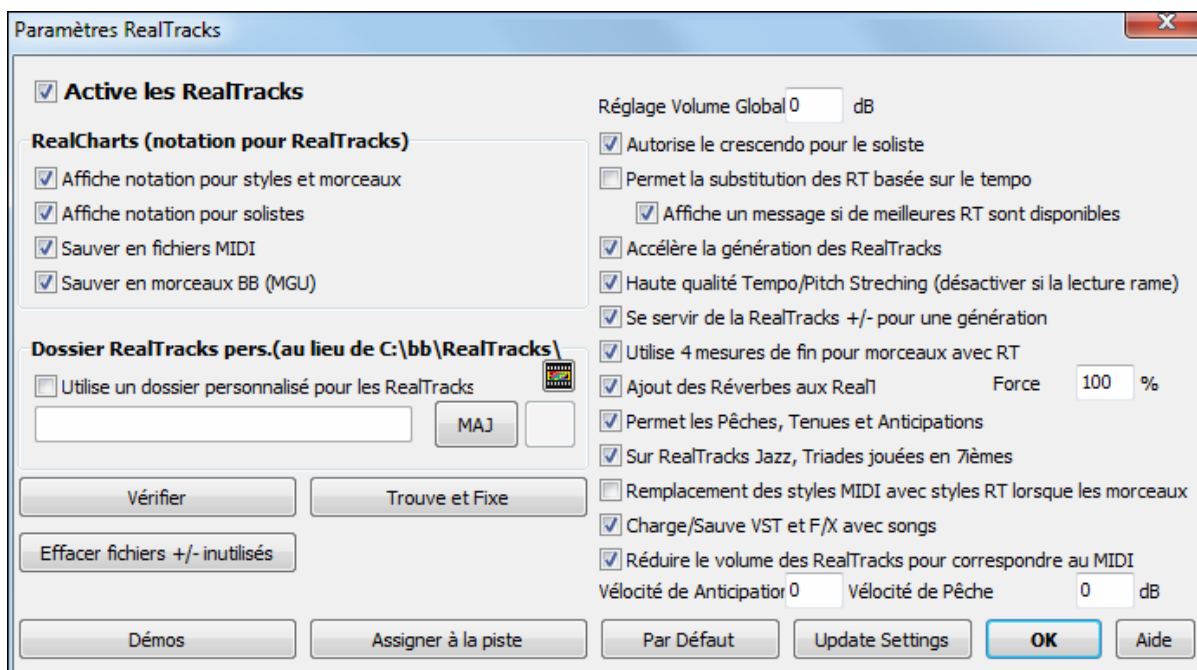 Paramètres RealTracks
Active les RealTracks
RealCharts (notation pour RealTracks)
Affiche notation pour styles et morceaux
Affiche notation pour solistes
Sauver en fichiers MIDI
Sauver en morceaux BB (MGU)
Dossier RealTracks pers.(au lieu de C:\bb\RealTracks\
Utilise un dossier personnalisé pour les RealTracks
MAJ
Vérifier
Trouve et Fixe
Effacer fichiers +/- inutilisés
Démos
Assigner à la piste
Réglage Volume Global 0 dB
Autorise le crescendo pour le soliste
Permet la substitution des RT basée sur le tempo
Affiche un message si de meilleures RT sont disponibles
Accélère la génération des RealTracks
Haute qualité Tempo/Pitch Streching (désactiver si la lecture rame)
Se servir de la RealTracks +/- pour une génération
Utilise 4 mesures de fin pour morceaux avec RT
Ajout des Réverbes aux RealT Force 100 %
Permet les Pêches, Tenues et Anticipations
Sur RealTracks Jazz, Triades jouées en 7ièmes
Remplacement des styles MIDI avec styles RT lorsque les morceaux
Charge/Sauve VST et F/X avec songs
Réduire le volume des RealTracks pour correspondre au MIDI
Vélocité de Anticipation 0 Vélocité de Pêche 0 dB
Par Défaut
Update Settings
OK
Aide